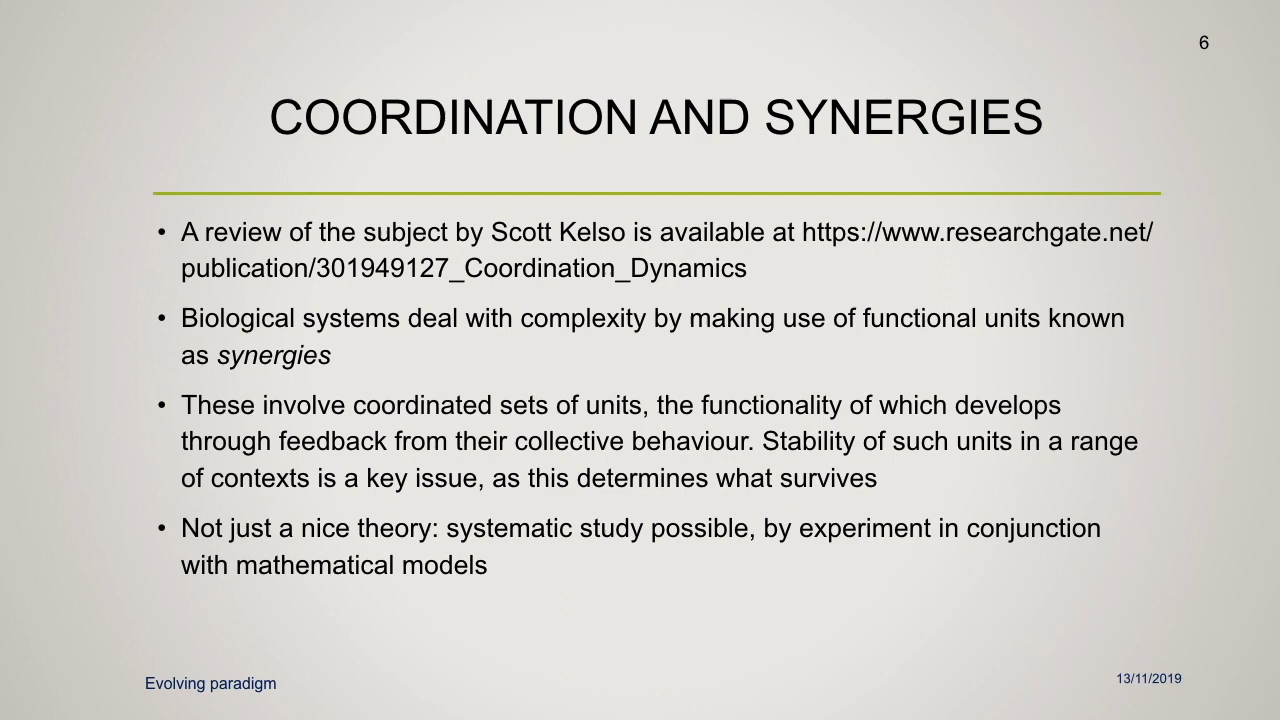 6
COORDINATION AND SYNERGIES
• A review of the subject by Scott Kelso is available at https://www.researchgate.net/
publication/301949127_Coordination_Dynamics
• Biological systems deal with complexity by making use of functional units known
as synergies
• These involve coordinated sets of units, the functionality of which develops
through feedback from their collective behaviour. Stability of such units in a range
of contexts is a key issue, as this determines what survives
• Not just a nice theory: systematic study possible, by experiment in conjunction
with mathematical models
Evolving paradigm
13/11/2019